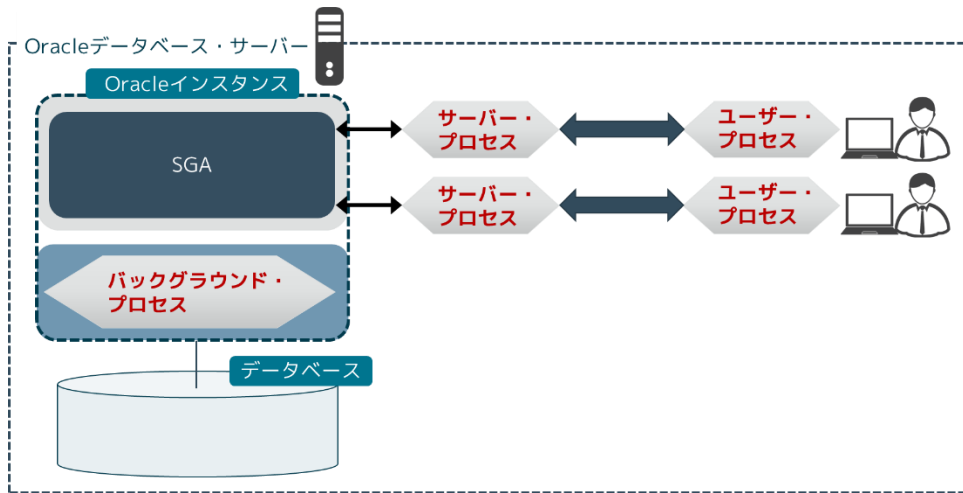 Oracleデータベース・サーバー
Oracleインスタンス
SGA
サーバー・
プロセス
ユーザー・
プロセス
サーバー・
プロセス
ユーザー・
プロセス
バックグラウンド・
プロセス
データベース